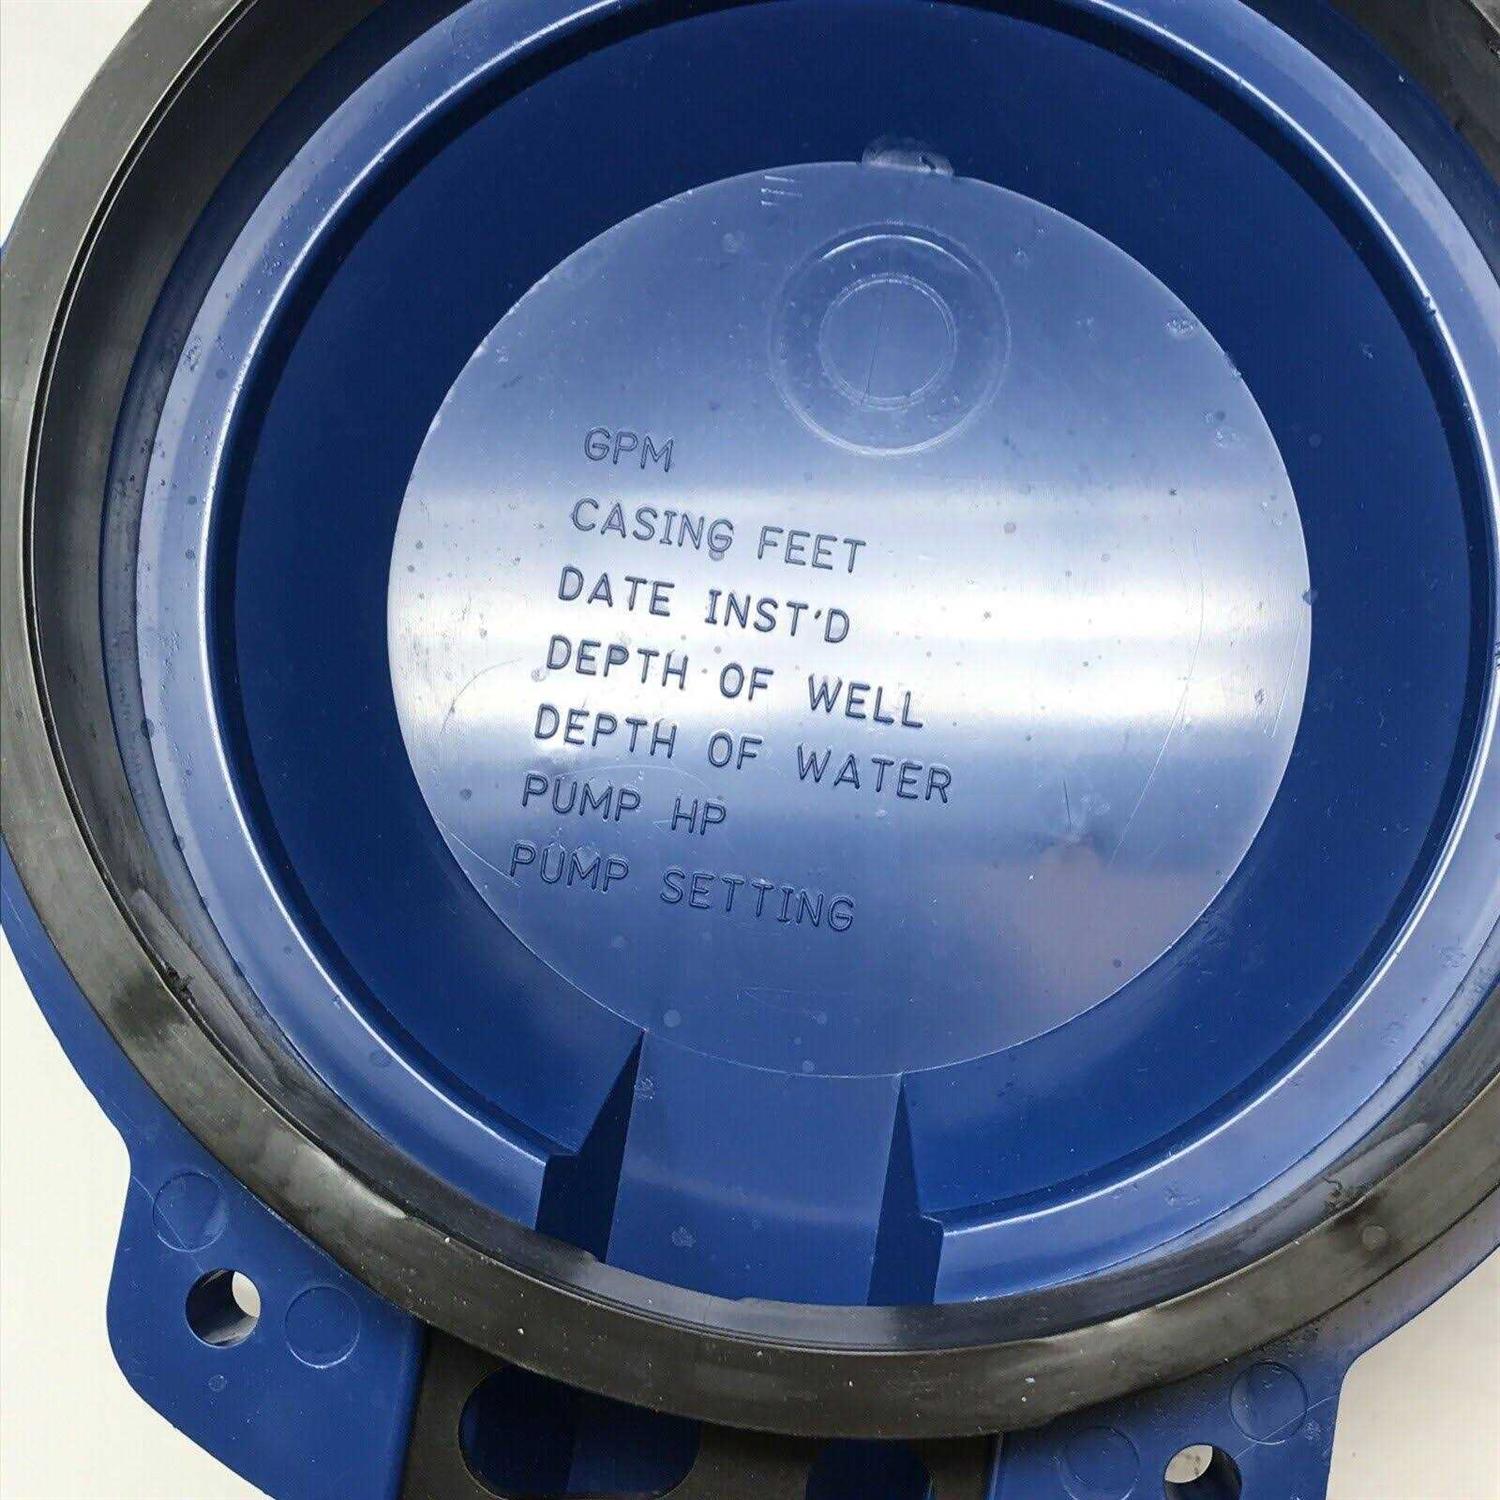 GPM
CASING FEET
DATE INST'D
DEPTH OF WELL
DEPTH OF WATER
PUMP HP
PUMP SETTING